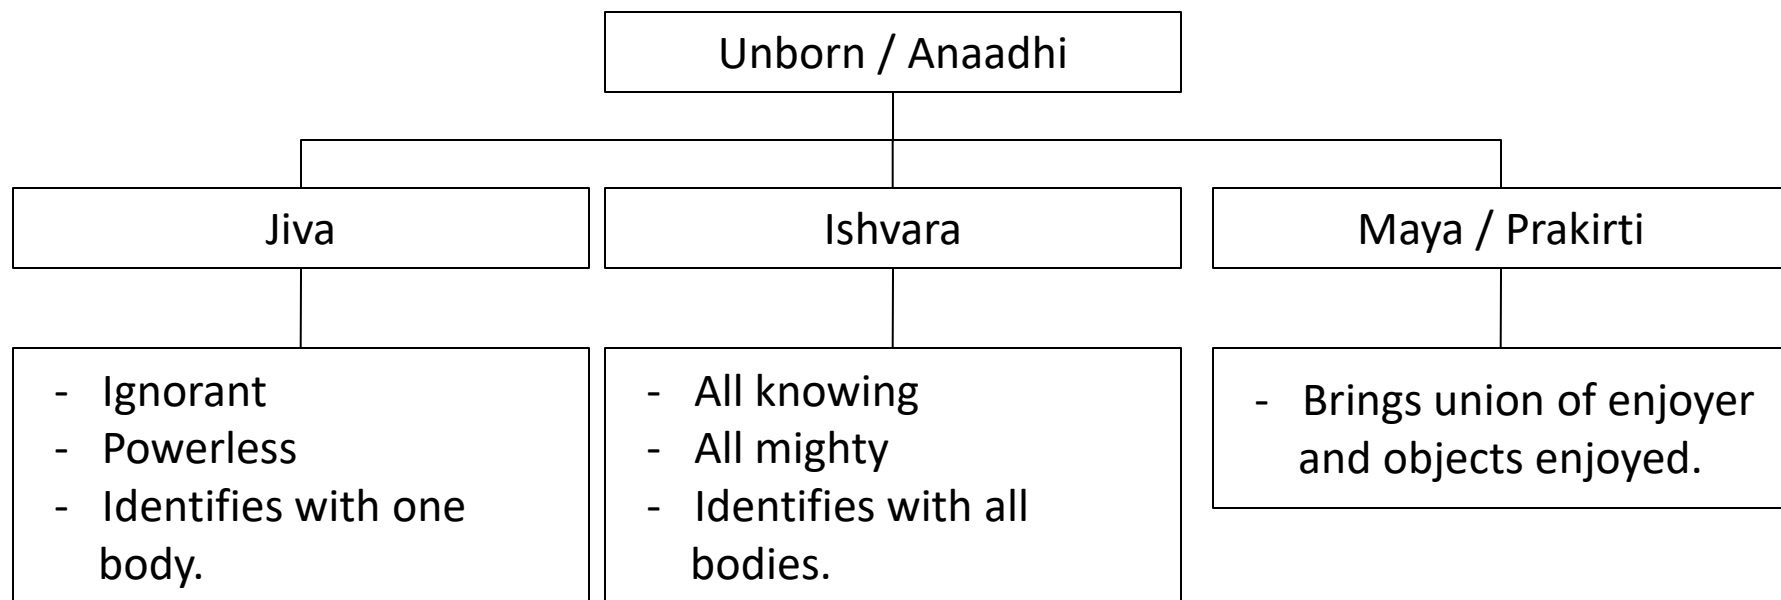 Unborn / Anaadhi
Jiva
Ishvara
Maya / Prakirti
- Ignorant
- Powerless
- Identifies with one
body.
- All knowing
- All mighty
- Identifies with all
bodies.
- Brings union of enjoyer
and objects enjoyed.